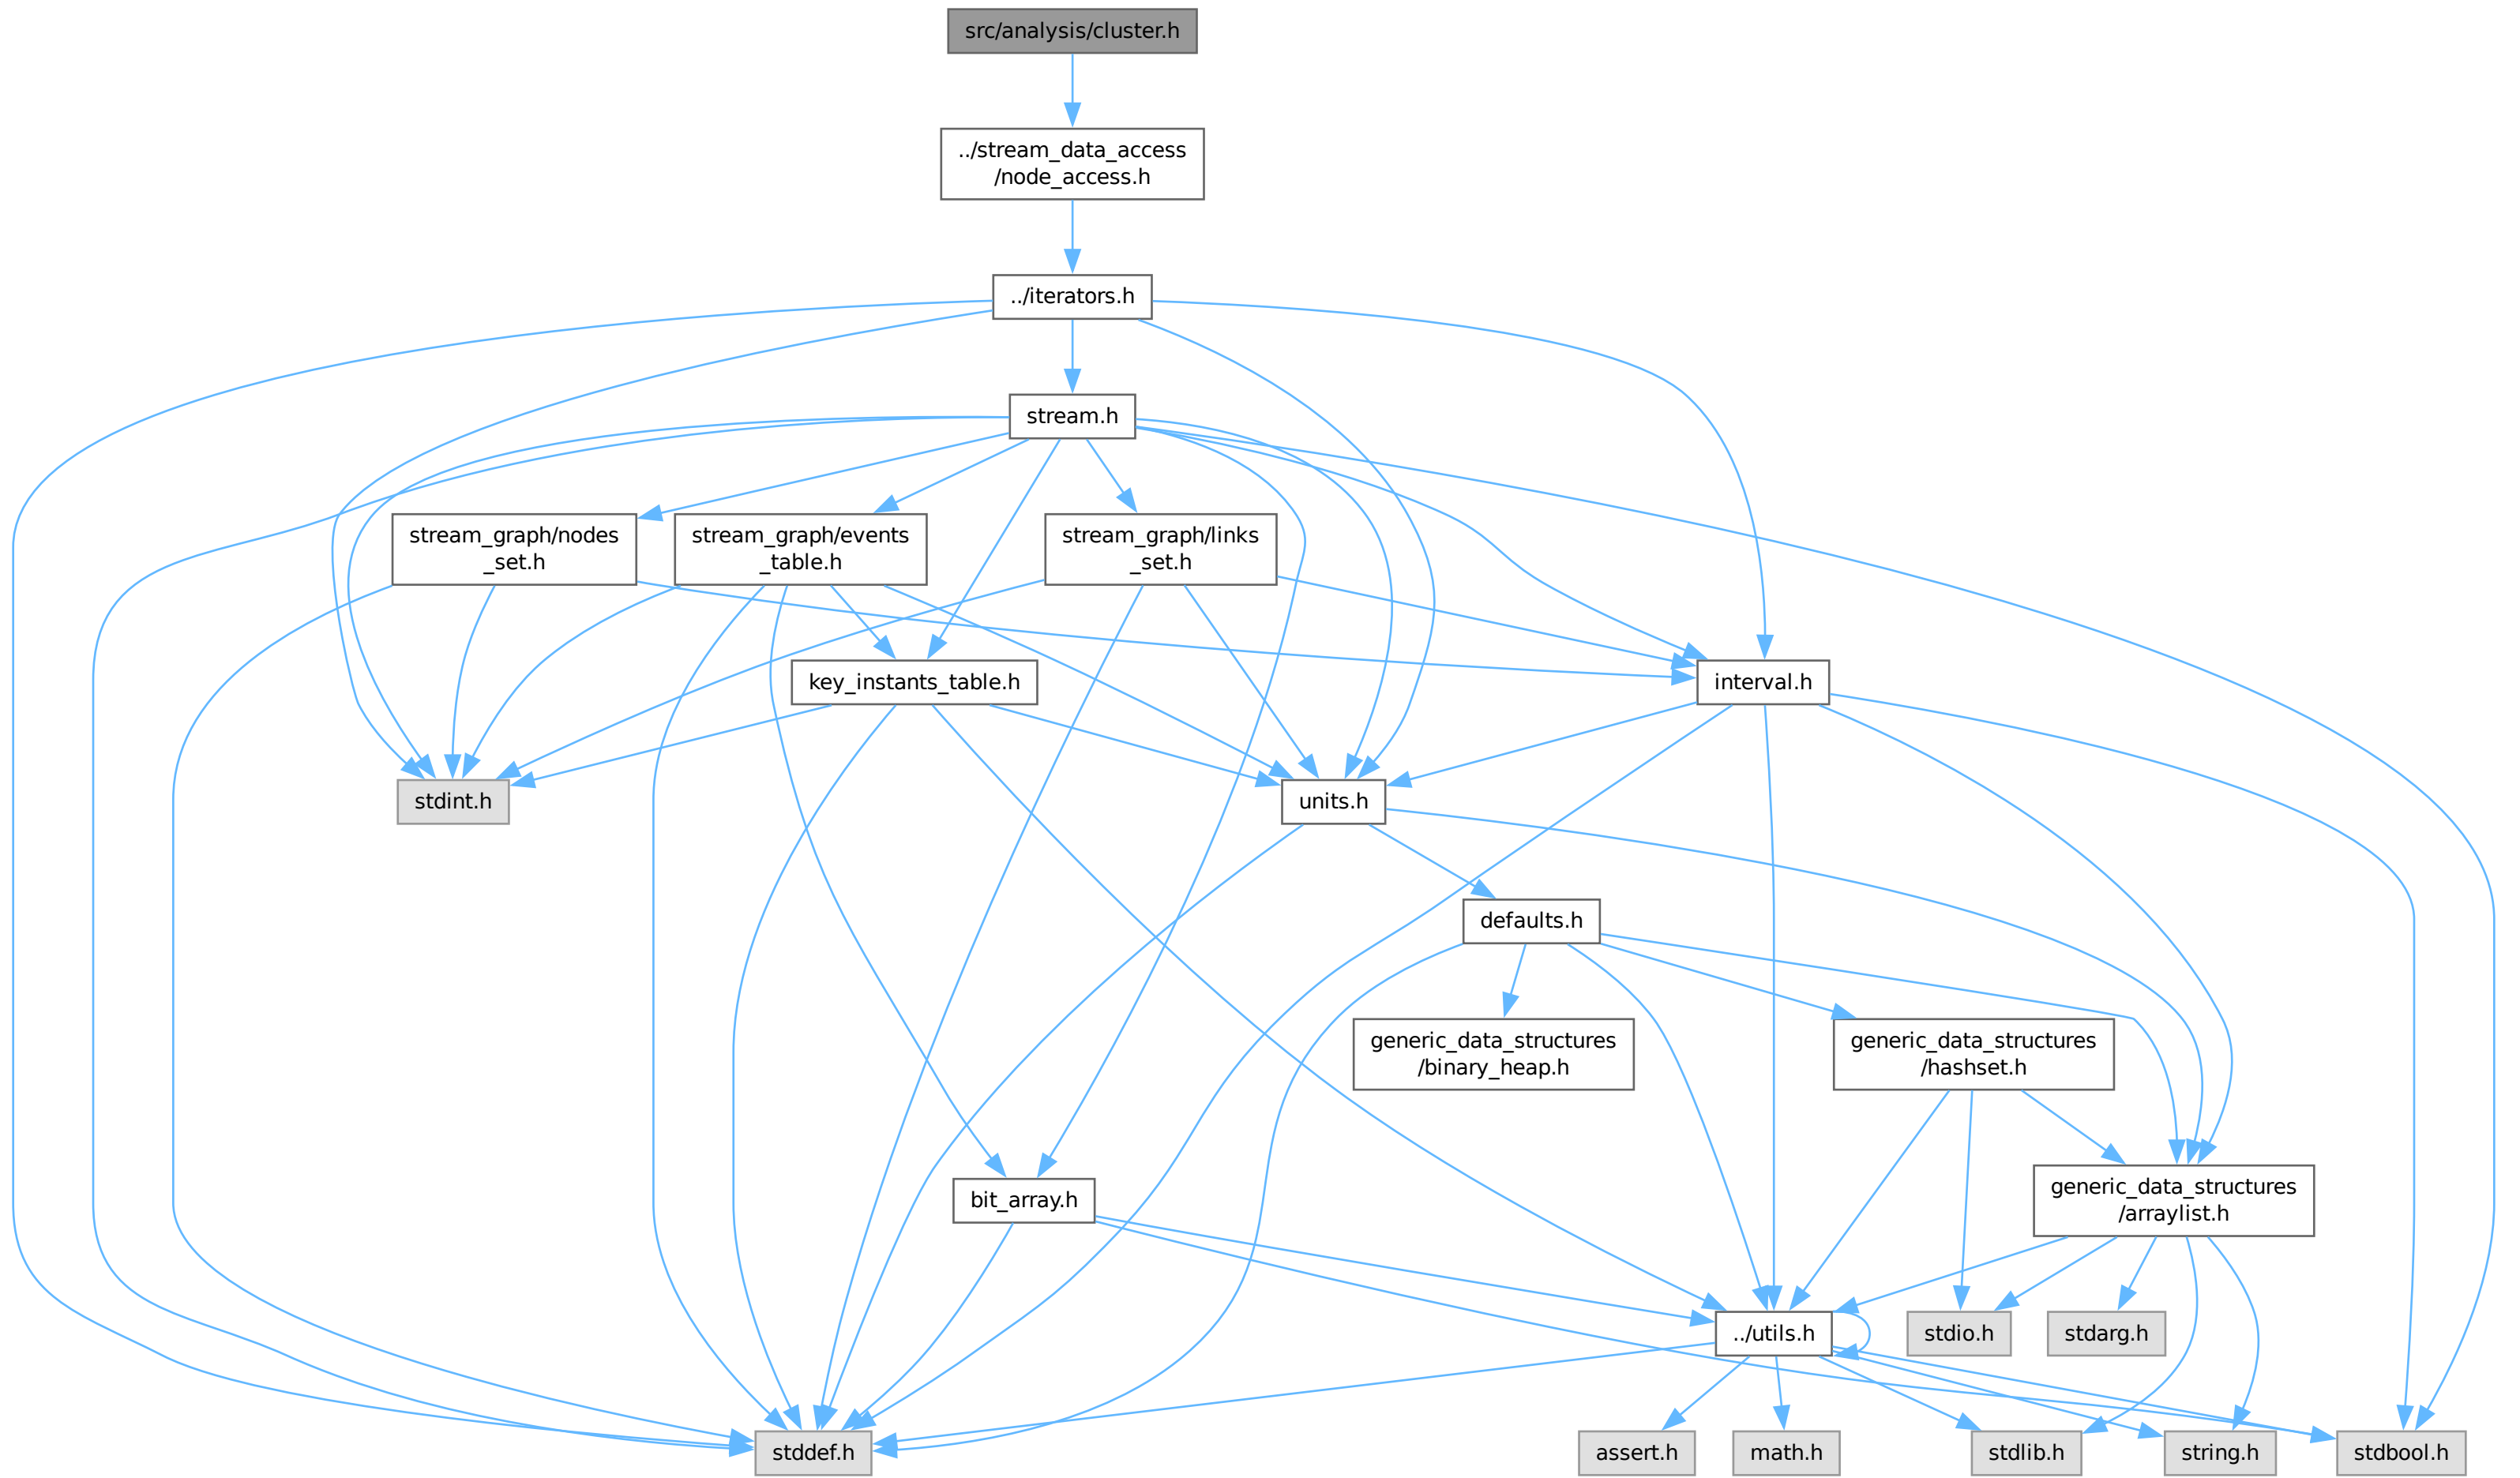 src/analysis/cluster.h
../stream_data_access
/node_access.h
../iterators.h
stream.h
stream_graph/nodes
_set.h
stream_graph/events
_table.h
stream_graph/links
_set.h
key_instants_table.h
interval.h
stdint.h
units.h
defaults.h
generic_data_structures
/binary_heap.h
generic_data_structures
/hashset.h
bit_array.h
generic_data_structures
/arraylist.h
../utils.h
stdio.h
stdarg.h
stddef.h
assert.h
math.h
stdlib.h
string.h
stdbool.h